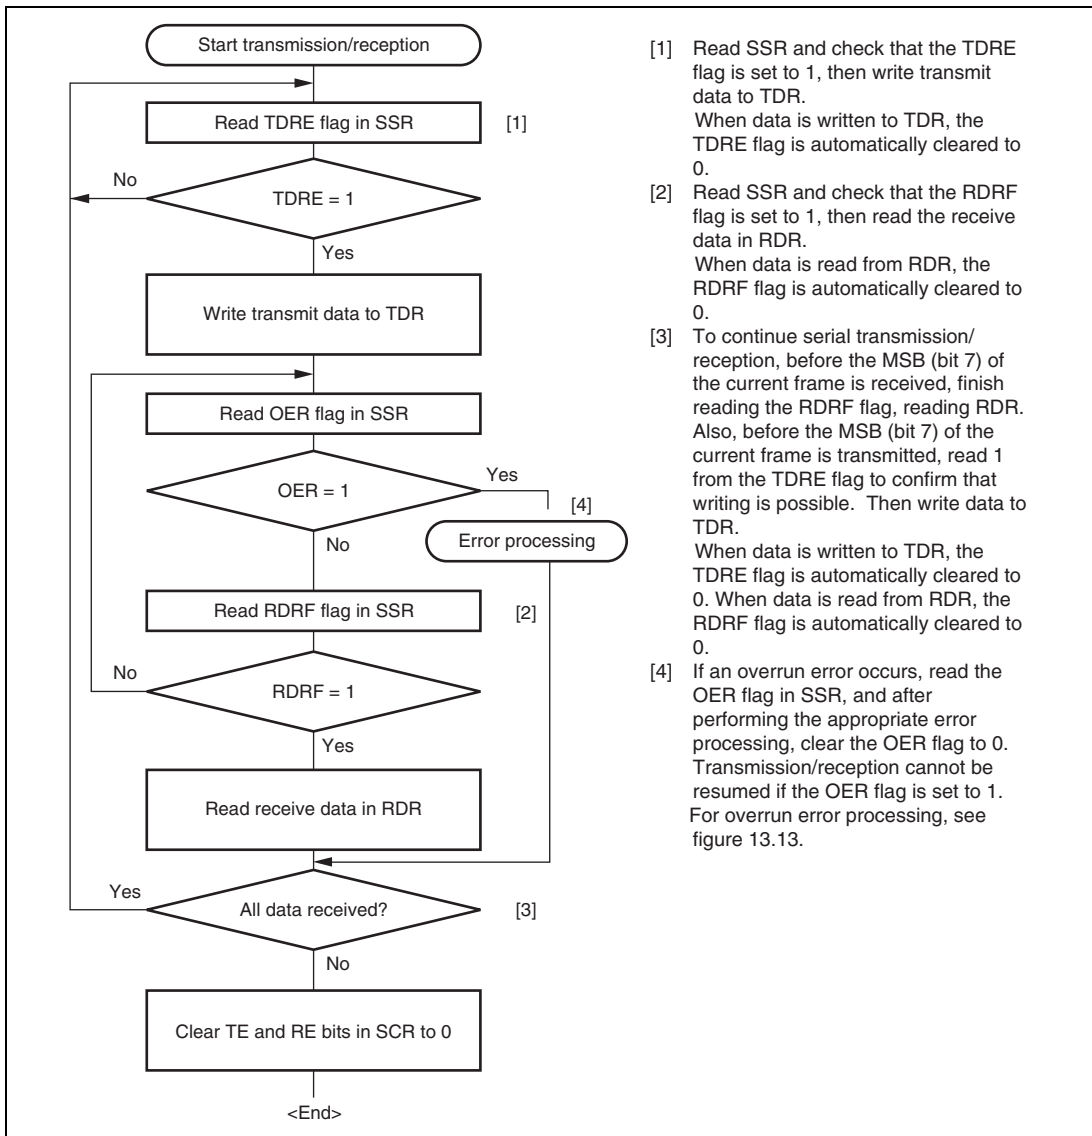 Start transmission/reception
Read TDRE flag in SSR
[1]
No
TDRE = 1
Yes
Write transmit data to TDR
Read OER flag in SSR
OER = 1
Yes
[4]
Error processing
No
Read RDRF flag in SSR
[2]
No
RDRF = 1
Yes
Read receive data in RDR
Yes
All data received?
[3]
No
Clear TE and RE bits in SCR to 0
<End>
[1] Read SSR and check that the TDRE
flag is set to 1, then write transmit
data to TDR.
When data is written to TDR, the
TDRE flag is automatically cleared to
0.
[2] Read SSR and check that the RDRF
flag is set to 1, then read the receive
data in RDR.
When data is read from RDR, the
RDRF flag is automatically cleared to
0.
[3] To continue serial transmission/
reception, before the MSB (bit 7) of
the current frame is received, finish
reading the RDRF flag, reading RDR.
Also, before the MSB (bit 7) of the
current frame is transmitted, read 1
from the TDRE flag to confirm that
writing is possible. Then write data to
TDR.
When data is written to TDR, the
TDRE flag is automatically cleared to
0. When data is read from RDR, the
RDRF flag is automatically cleared to
0.
[4] If an overrun error occurs, read the
OER flag in SSR, and after
performing the appropriate error
processing, clear the OER flag to 0.
Transmission/reception cannot be
resumed if the OER flag is set to 1.
For overrun error processing, see
figure 13.13.